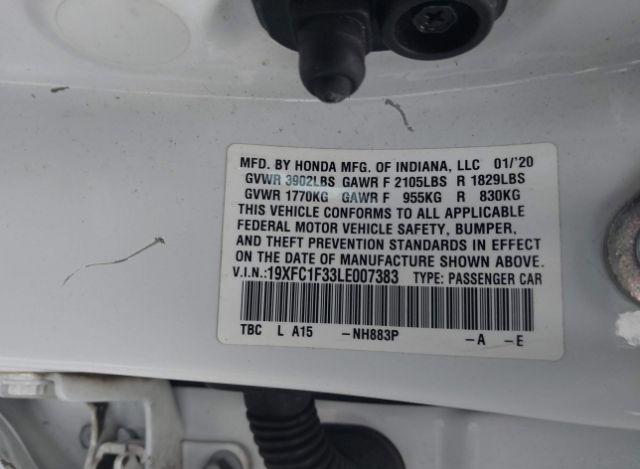 MFD. BY HONDA MFG. OF INDIANA, LLC 01/'20
GVWR 3902LBS GAWR F 2105LBS R 1829LBS
GVWR 1770KG GAWR F 955KG R 830KG
THIS VEHICLE CONFORMS TO ALL APPLICABLE
FEDERAL MOTOR VEHICLE SAFETY, BUMPER,
AND THEFT PREVENTION STANDARDS IN EFFECT
ON THE DATE OF MANUFACTURE SHOWN ABOVE.
V.I.N.:19XFC1F33LE007383 TYPE: PASSENGER CAR
TBC L A15 -NH883P -A -E